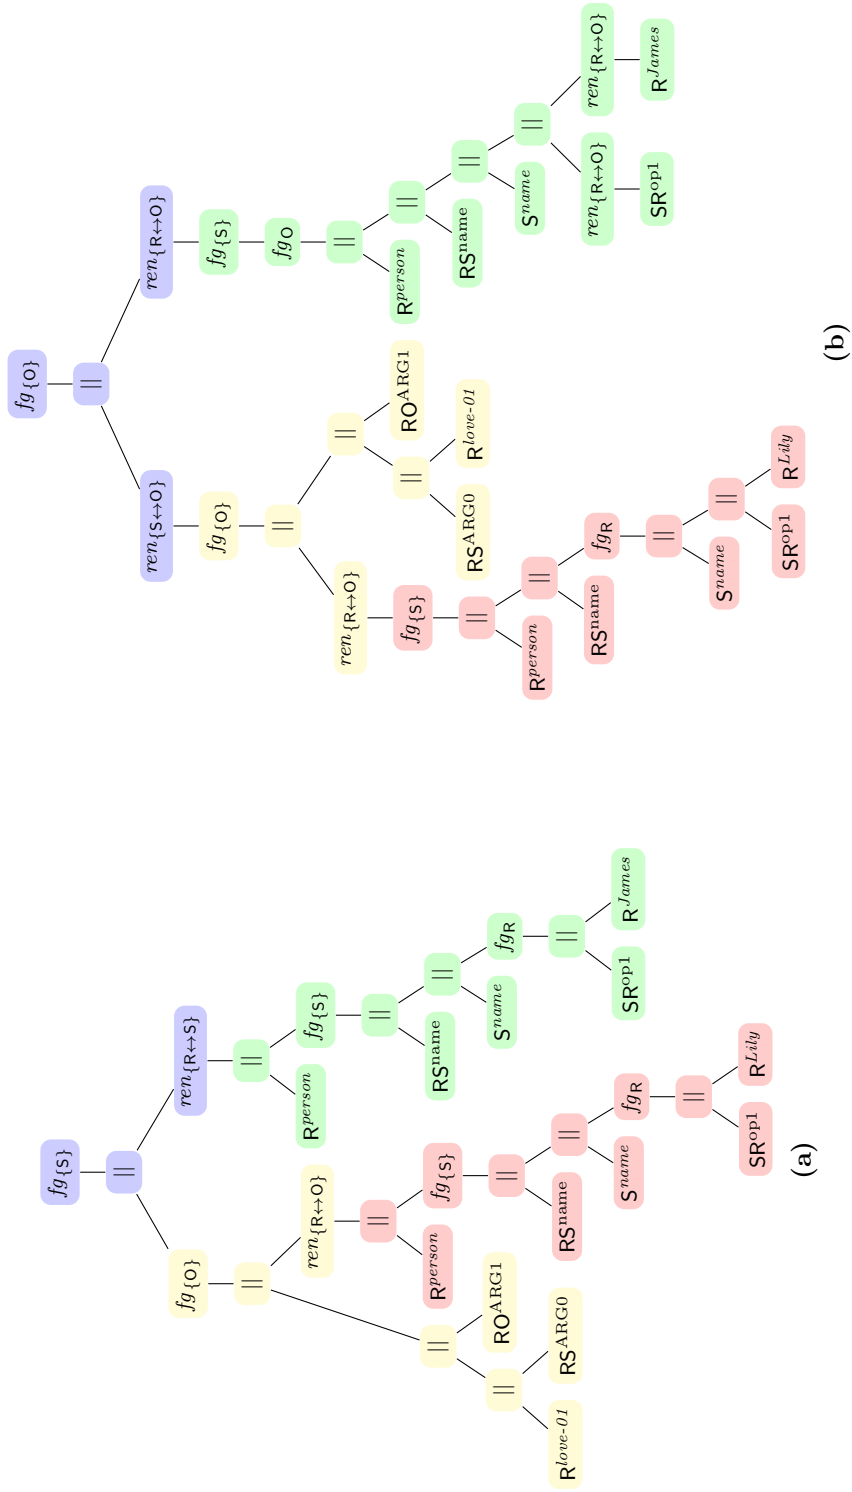 fg{S}
||
fg{O} ren{R↔S}
|| ||
ren{R↔O} R^person fg{S}
|| || ||
RO^ARG1 R^person fg{S} RS^name ||
|| || S^name fg_R
R^love-01 RS^ARG0 RS^name || ||
S^name fg_R SR^op1 R^James
||
SR^op1 R^Lily
(a)
fg{O}
||
ren{S↔O} ren{R↔O}
fg{O} fg{S}
|| fg_O
ren{R↔O} || ||
fg{S} || RO^ARG1 R^person ||
|| RS^ARG0 R^love-01 RS^name ||
R^person || S^name ||
RS^name fg_R ren{R↔O} ren{R↔O}
|| SR^op1 R^James
S^name ||
SR^op1 R^Lily
(b)